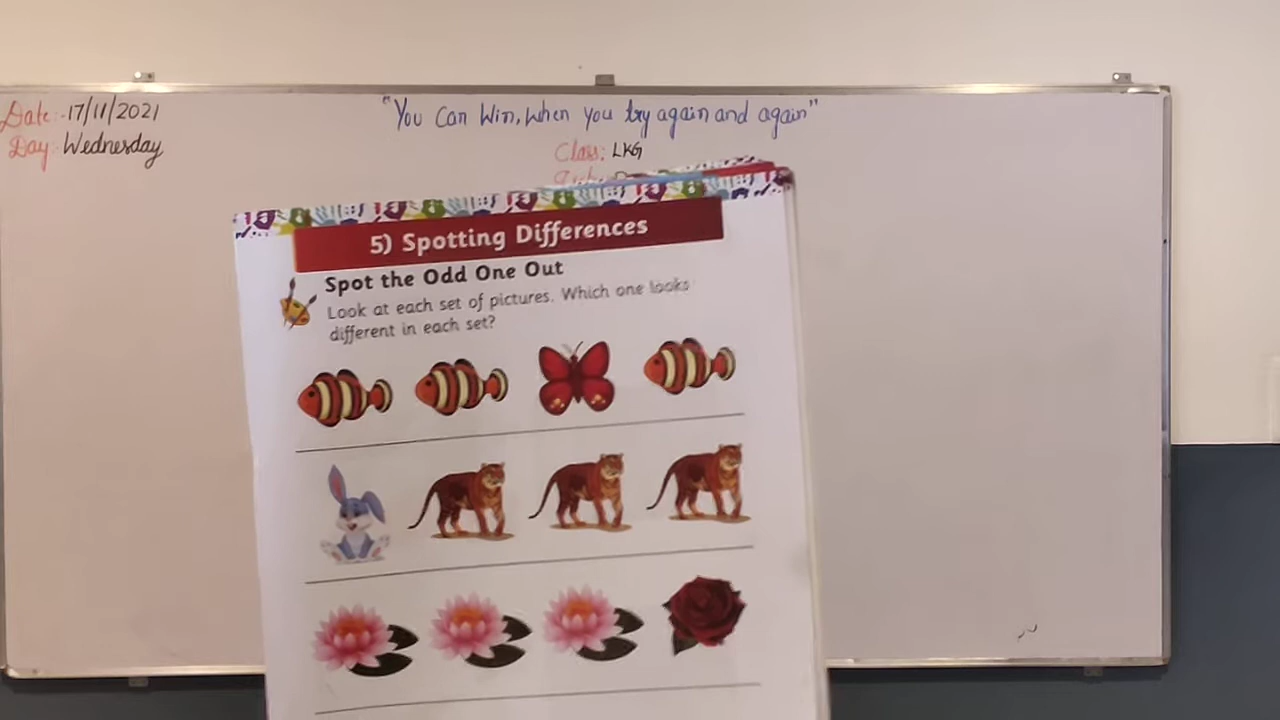 Date:- 17/11/2021
Day: Wednesday
"You Can Win, when you try again and again"
Class: LKG
5) Spotting Differences
Spot the Odd One Out
Look at each set of pictures. Which one looks
different in each set?